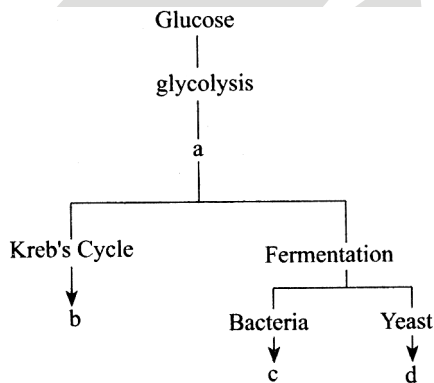 Glucose
glycolysis
a
Kreb's Cycle
Fermentation
b
Bacteria Yeast
c d